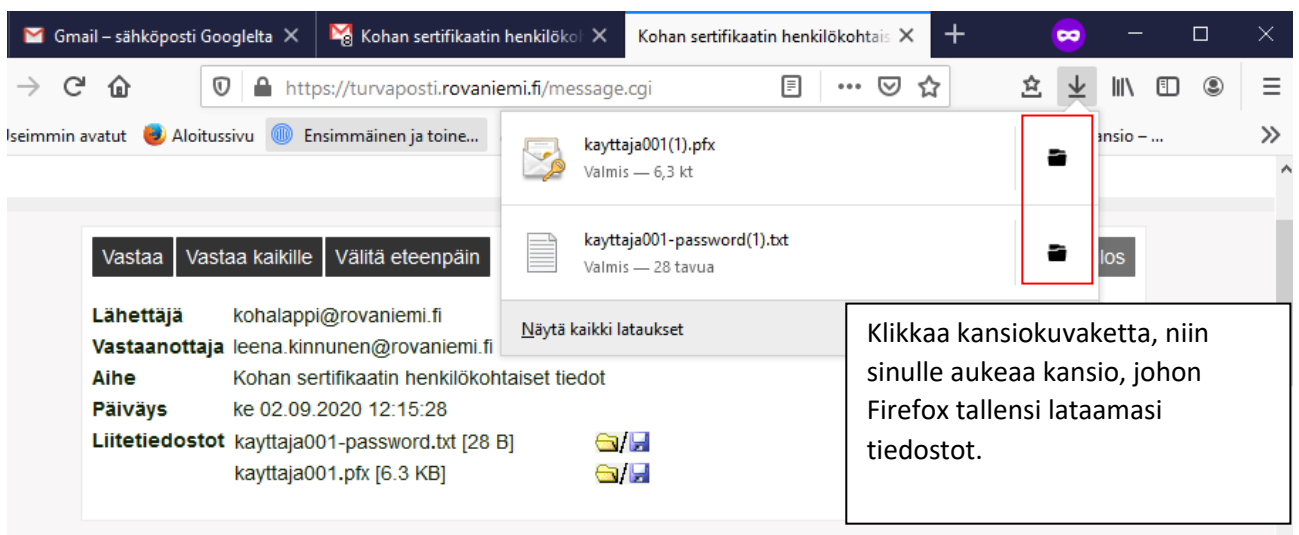 Gmail – sähköposti Googlelta
Kohan sertifikaatin henkilökoh
Kohan sertifikaatin henkilökohtais
https://turvaposti.rovaniemi.fi/message.cgi
Useimmin avatut
Aloitussivu
Ensimmäinen ja toine...
ansio – ...
kayttaja001(1).pfx
Valmis — 6,3 kt
kayttaja001-password(1).txt
Valmis — 28 tavua
Näytä kaikki lataukset
Vastaa
Vastaa kaikille
Välitä eteenpäin
los
Lähettäjä kohalappi@rovaniemi.fi
Vastaanottaja leena.kinnunen@rovaniemi.fi
Aihe Kohan sertifikaatin henkilökohtaiset tiedot
Päiväys ke 02.09.2020 12:15:28
Liitetiedostot kayttaja001-password.txt [28 B] /
kayttaja001.pfx [6.3 KB] /
Klikkaa kansiokuvaketta, niin
sinulle aukeaa kansio, johon
Firefox tallensi lataamasi
tiedostot.